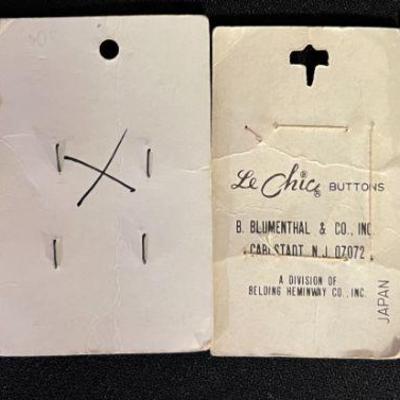 Le Chic® BUTTONS
B. BLUMENTHAL & CO., INC.
CARLSTADT, N.J. 07072
A DIVISION OF
BELDING HEMINWAY CO., INC.
JAPAN